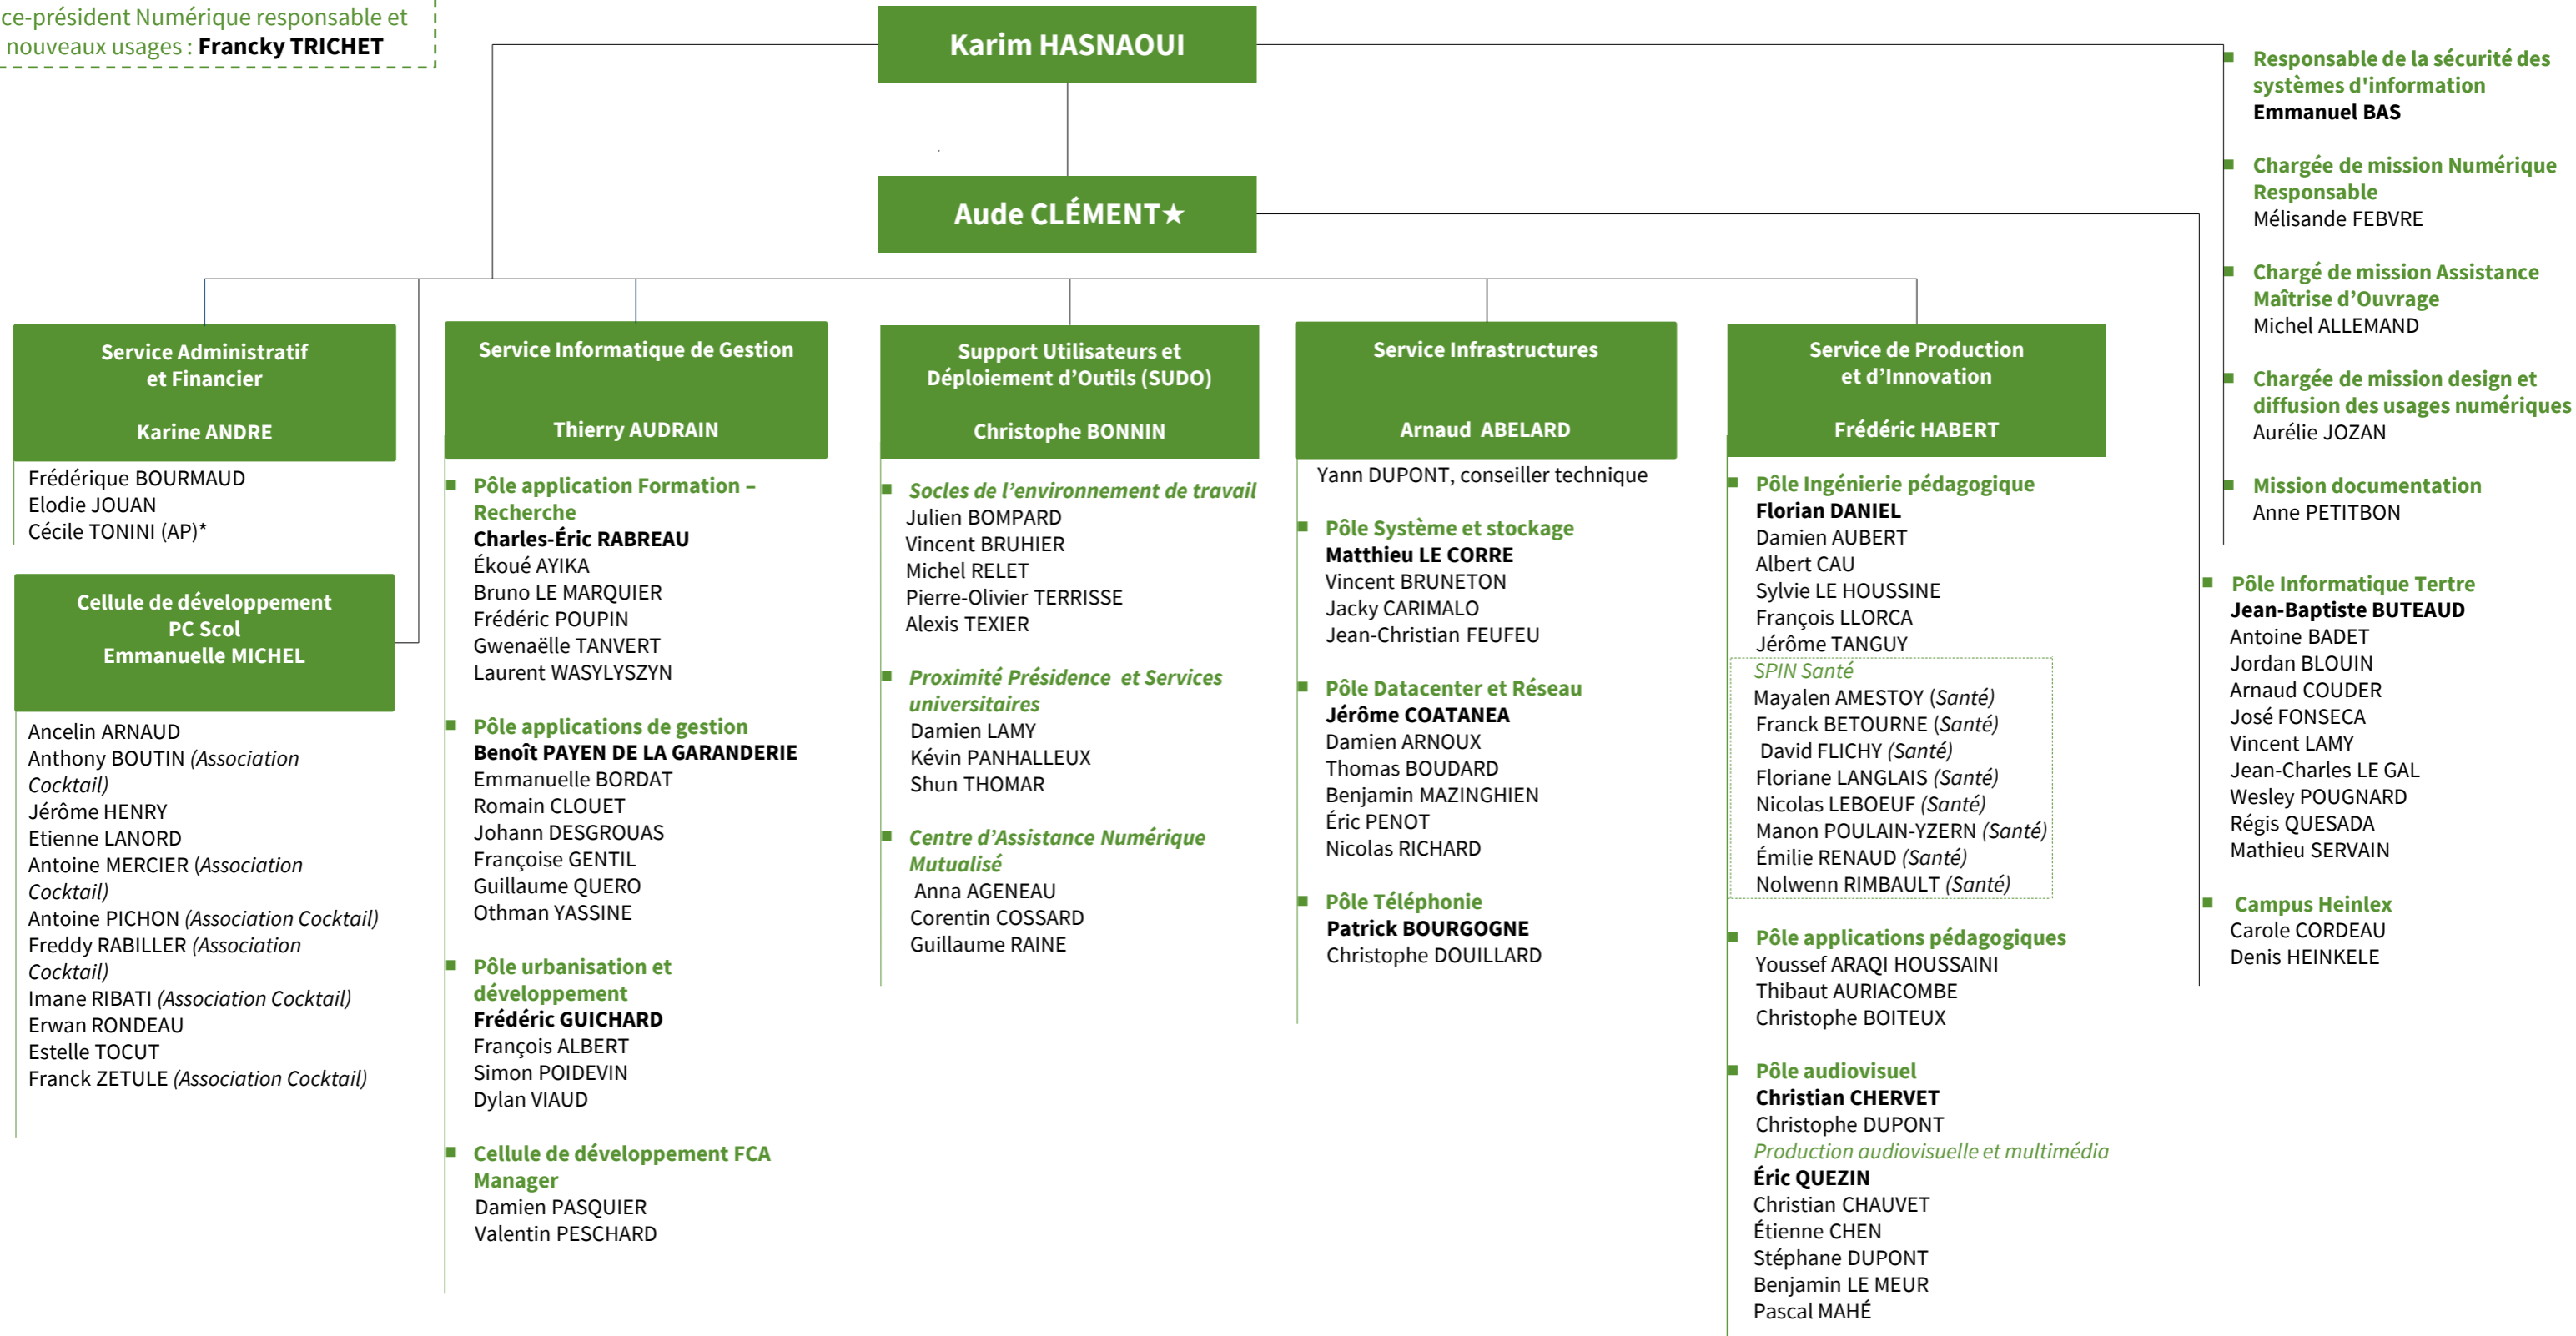 ce-président Numérique responsable et
nouveaux usages : Francky TRICHET
Karim HASNAOUI
Aude CLÉMENT★
Service Administratif
et Financier
Karine ANDRE
Frédérique BOURMAUD
Elodie JOUAN
Cécile TONINI (AP)*
Cellule de développement
PC Scol
Emmanuelle MICHEL
Ancelin ARNAUD
Anthony BOUTIN (Association
Cocktail)
Jérôme HENRY
Etienne LANORD
Antoine MERCIER (Association
Cocktail)
Antoine PICHON (Association Cocktail)
Freddy RABILLER (Association
Cocktail)
Imane RIBATI (Association Cocktail)
Erwan RONDEAU
Estelle TOCUT
Franck ZETULE (Association Cocktail)
Service Informatique de Gestion
Thierry AUDRAIN
Pôle application Formation –
Recherche
Charles-Éric RABREAU
Ékoué AYIKA
Bruno LE MARQUIER
Frédéric POUPIN
Gwenaëlle TANVERT
Laurent WASYLYSZYN
Pôle applications de gestion
Benoît PAYEN DE LA GARANDERIE
Emmanuelle BORDAT
Romain CLOUET
Johann DESGROUAS
Françoise GENTIL
Guillaume QUERO
Othman YASSINE
Pôle urbanisation et
développement
Frédéric GUICHARD
François ALBERT
Simon POIDEVIN
Dylan VIAUD
Cellule de développement FCA
Manager
Damien PASQUIER
Valentin PESCHARD
Support Utilisateurs et
Déploiement d’Outils (SUDO)
Christophe BONNIN
Socles de l’environnement de travail
Julien BOMPARD
Vincent BRUHIER
Michel RELET
Pierre-Olivier TERRISSE
Alexis TEXIER
Proximité Présidence et Services
universitaires
Damien LAMY
Kévin PANHALLEUX
Shun THOMAR
Centre d’Assistance Numérique
Mutualisé
Anna AGENEAU
Corentin COSSARD
Guillaume RAINE
Service Infrastructures
Arnaud ABELARD
Yann DUPONT, conseiller technique
Pôle Système et stockage
Matthieu LE CORRE
Vincent BRUNETON
Jacky CARIMALO
Jean-Christian FEUFEU
Pôle Datacenter et Réseau
Jérôme COATANEA
Damien ARNOUX
Thomas BOUDARD
Benjamin MAZINGHIEN
Éric PENOT
Nicolas RICHARD
Pôle Téléphonie
Patrick BOURGOGNE
Christophe DOUILLARD
Service de Production
et d’Innovation
Frédéric HABERT
Pôle Ingénierie pédagogique
Florian DANIEL
Damien AUBERT
Albert CAU
Sylvie LE HOUSSINE
François LLORCA
Jérôme TANGUY
SPIN Santé
Mayalen AMESTOY (Santé)
Franck BETOURNE (Santé)
David FLICHY (Santé)
Floriane LANGLAIS (Santé)
Nicolas LEBOEUF (Santé)
Manon POULAIN-YZERN (Santé)
Émilie RENAUD (Santé)
Nolwenn RIMBAULT (Santé)
Pôle applications pédagogiques
Youssef ARAQI HOUSSAINI
Thibaut AURIACOMBE
Christophe BOITEUX
Pôle audiovisuel
Christian CHERVET
Christophe DUPONT
Production audiovisuelle et multimédia
Éric QUEZIN
Christian CHAUVET
Étienne CHEN
Stéphane DUPONT
Benjamin LE MEUR
Pascal MAHÉ
Responsable de la sécurité des
systèmes d'information
Emmanuel BAS
Chargée de mission Numérique
Responsable
Mélisande FEBVRE
Chargé de mission Assistance
Maîtrise d’Ouvrage
Michel ALLEMAND
Chargée de mission design et
diffusion des usages numériques
Aurélie JOZAN
Mission documentation
Anne PETITBON
Pôle Informatique Tertre
Jean-Baptiste BUTEAUD
Antoine BADET
Jordan BLOUIN
Arnaud COUDER
José FONSECA
Vincent LAMY
Jean-Charles LE GAL
Wesley POUGNARD
Régis QUESADA
Mathieu SERVAIN
Campus Heinlex
Carole CORDEAU
Denis HEINKELE